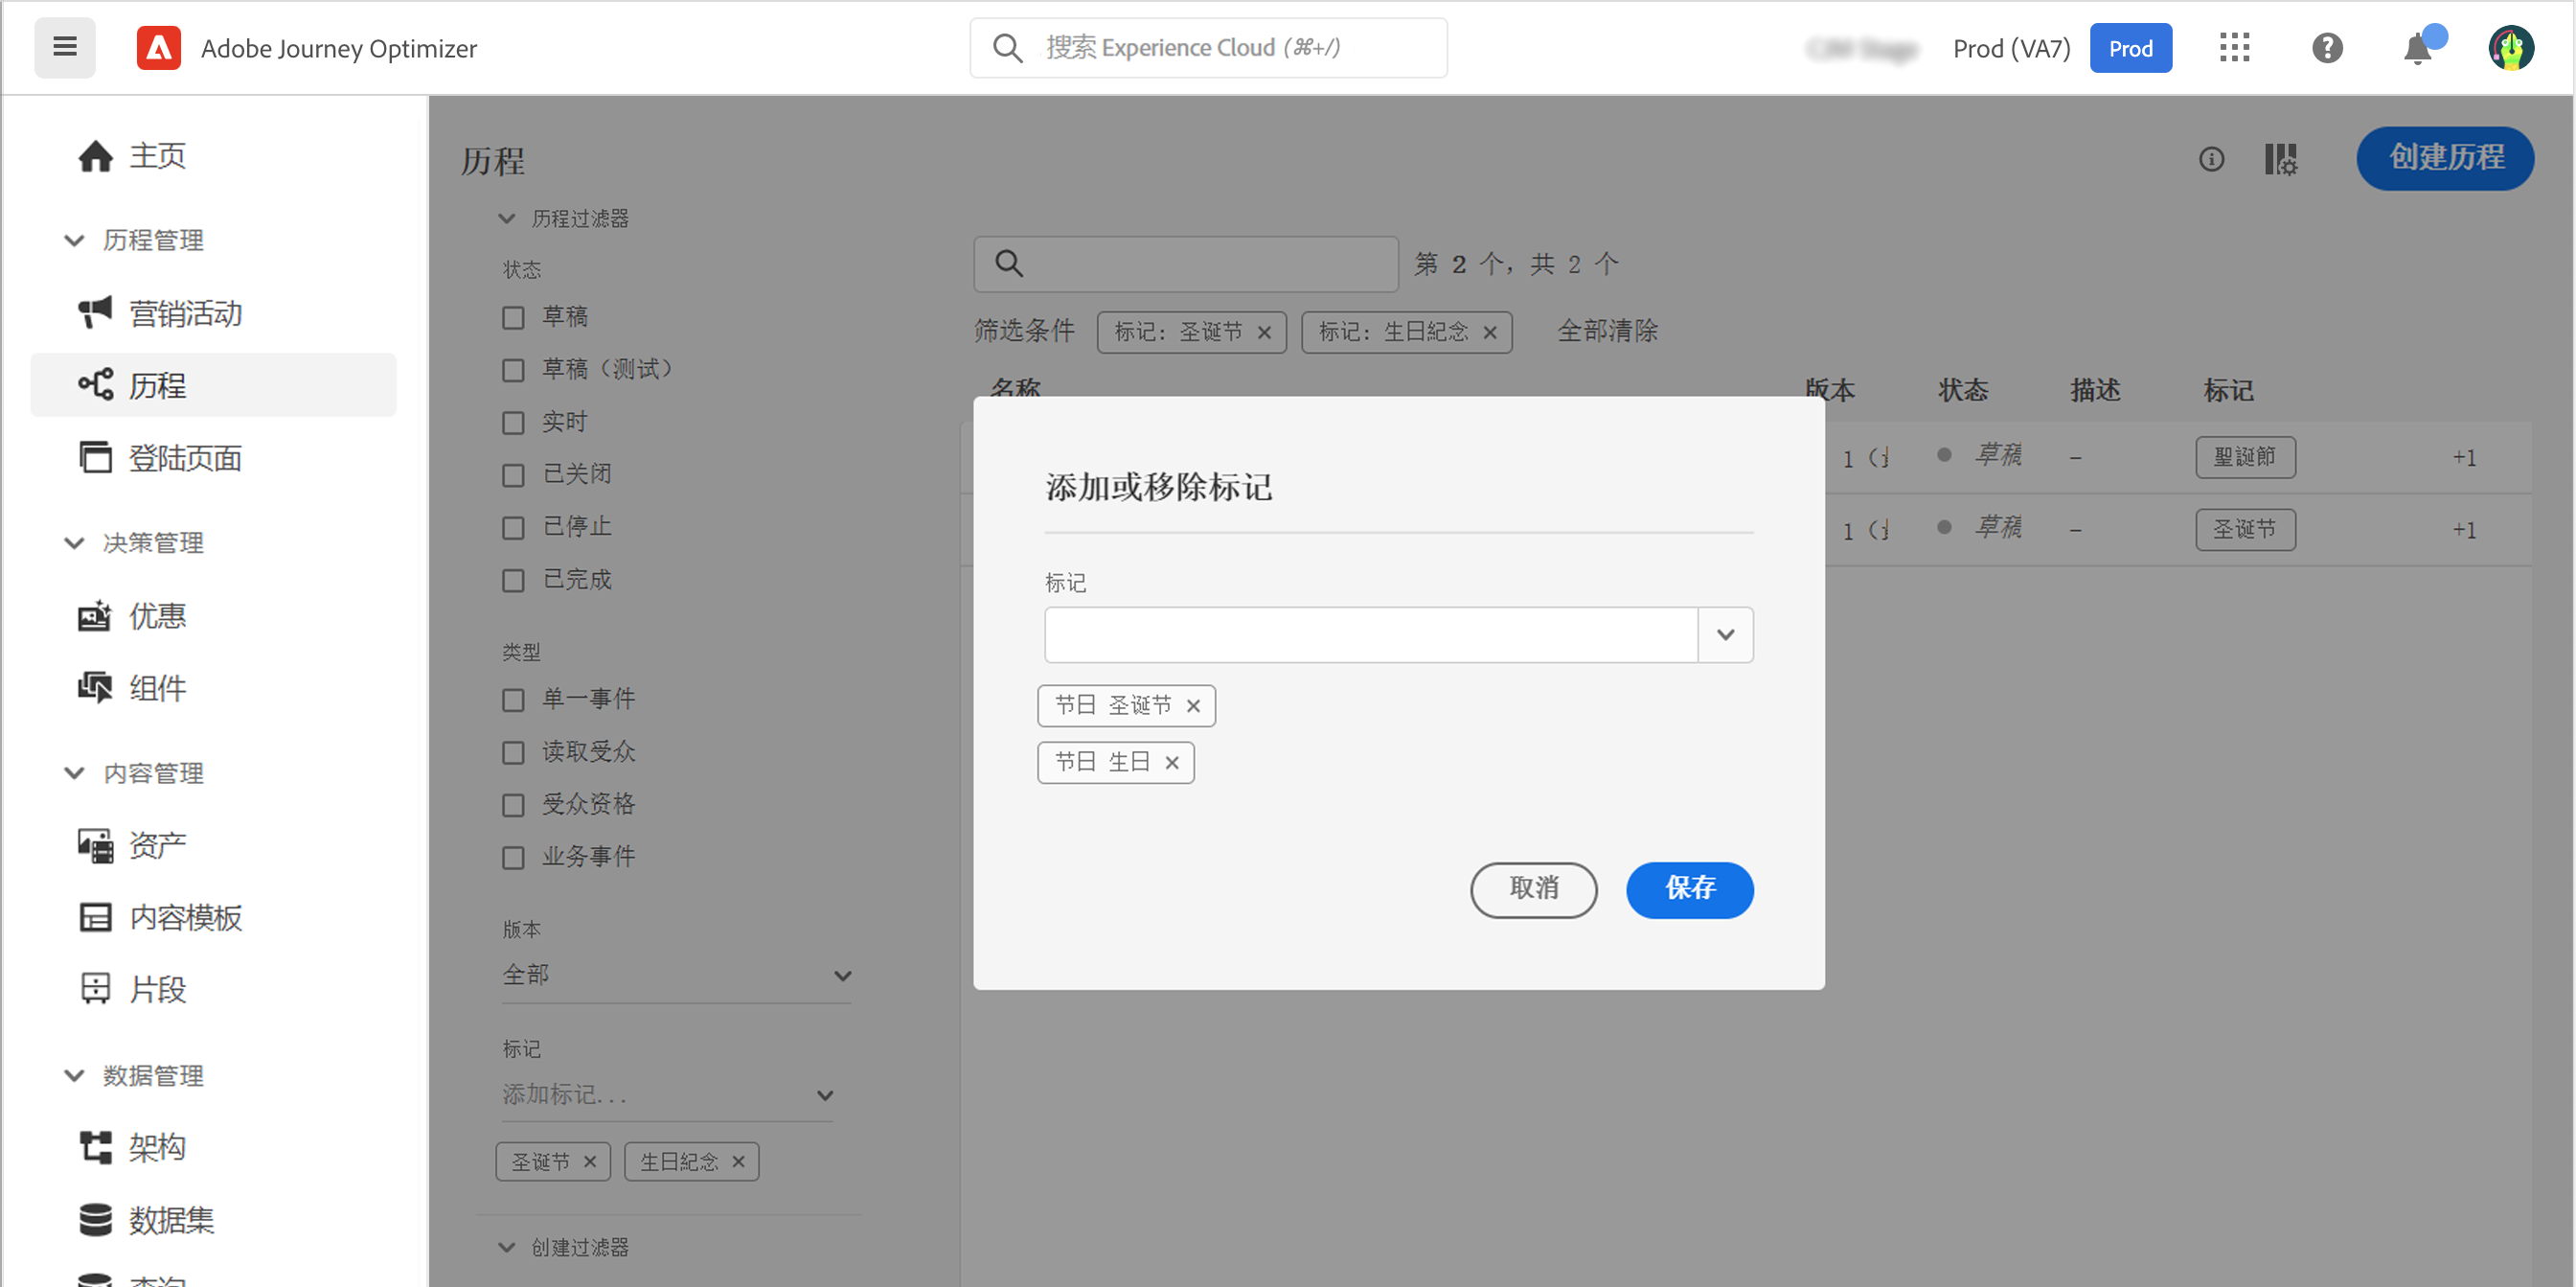 Adobe Journey Optimizer
搜索 Experience Cloud (⌘+/)
Prod (VA7)
Prod
主页
历程管理
营销活动
历程
登陆页面
决策管理
优惠
组件
内容管理
资产
内容模板
片段
数据管理
架构
数据集
历程
创建历程
历程过滤器
状态
草稿
草稿（测试）
实时
已关闭
已停止
已完成
类型
单一事件
读取受众
受众资格
业务事件
版本
全部
标记
添加标记...
圣诞节
生日紀念
创建过滤器
第 2 个，共 2 个
筛选条件
标记：圣诞节
标记：生日紀念
全部清除
名称 版本 状态 描述 标记
1 草稿 – 聖誕節 +1
1 草稿 – 圣诞节 +1
添加或移除标记
标记
节日 圣诞节
节日 生日
取消
保存